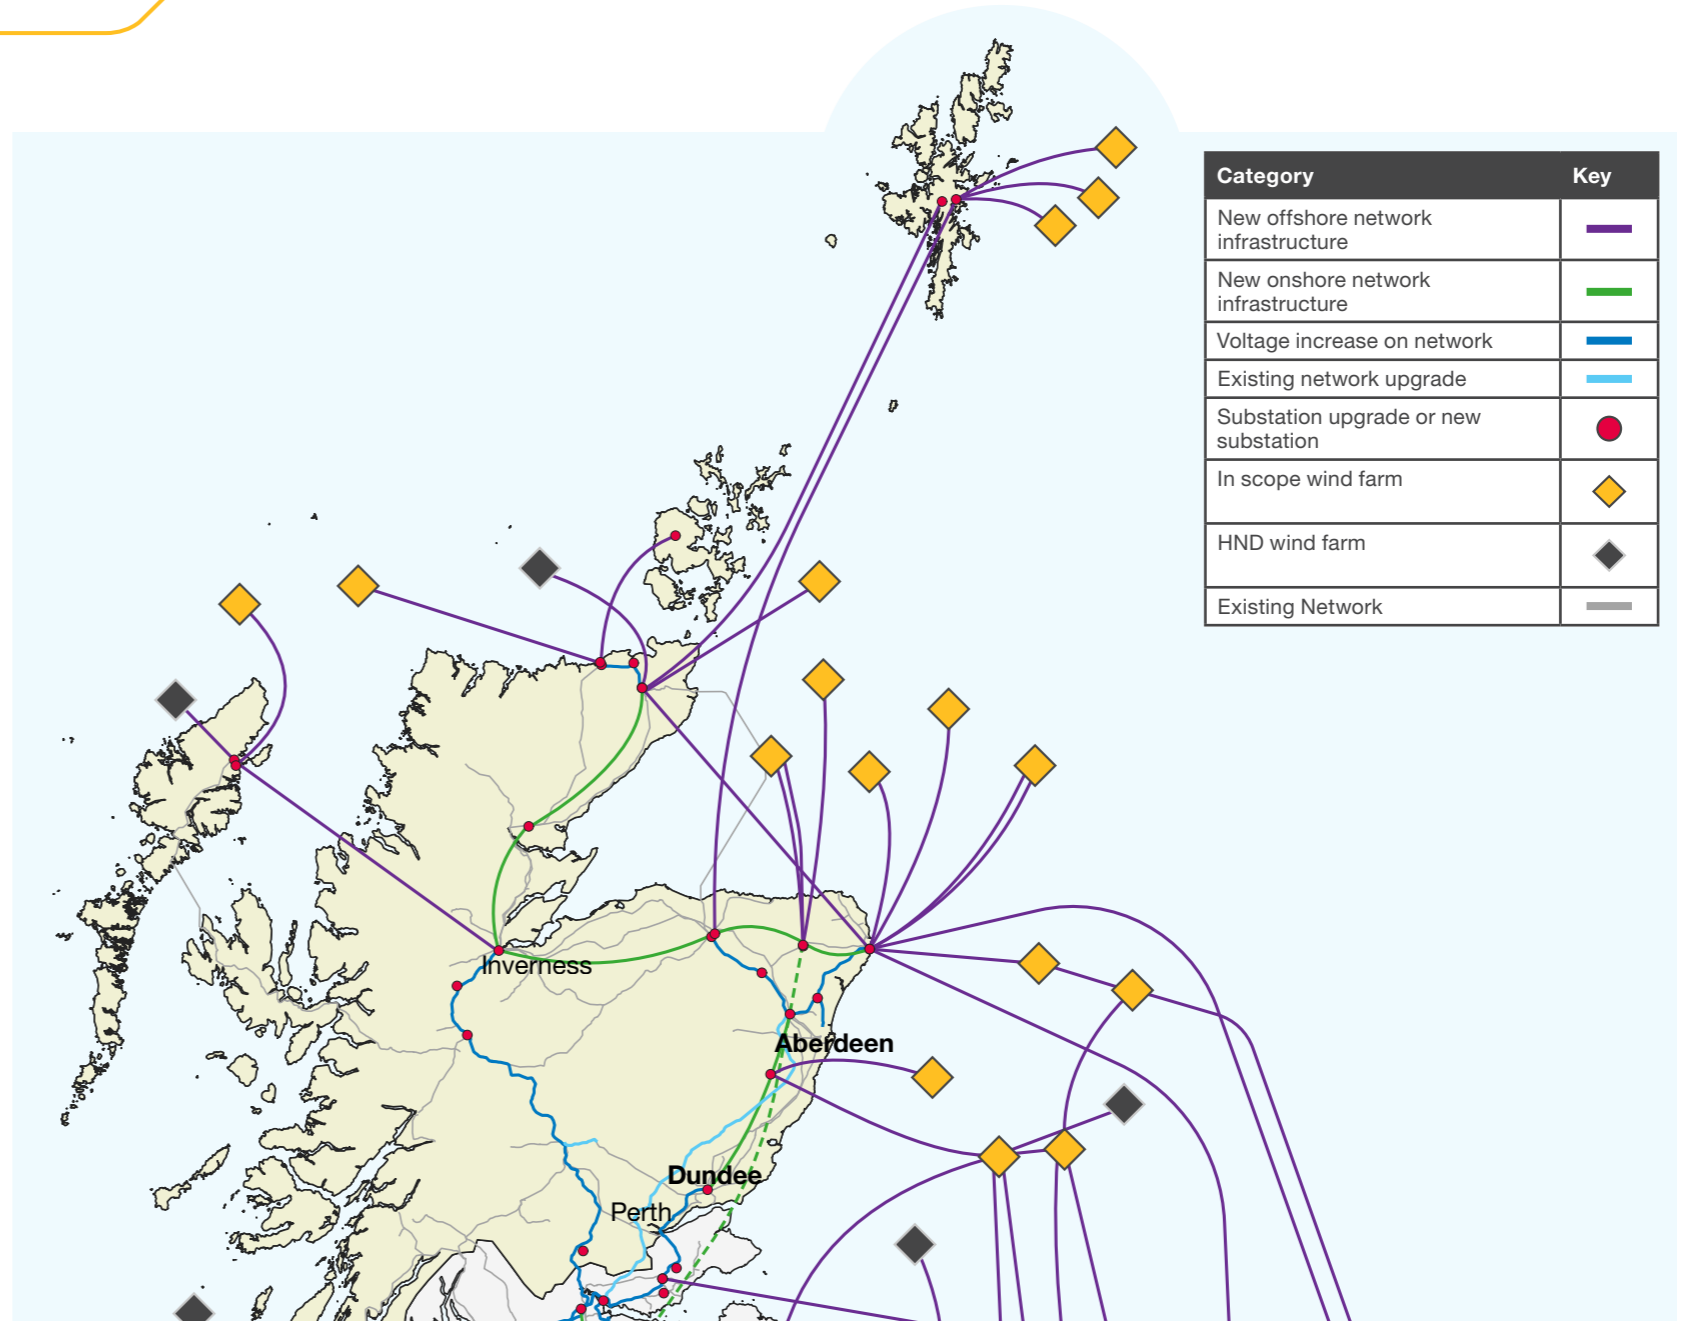 Category Key
New offshore network
infrastructure
New onshore network
infrastructure
Voltage increase on network
Existing network upgrade
Substation upgrade or new
substation
In scope wind farm
HND wind farm
Existing Network
Inverness
Aberdeen
Dundee
Perth